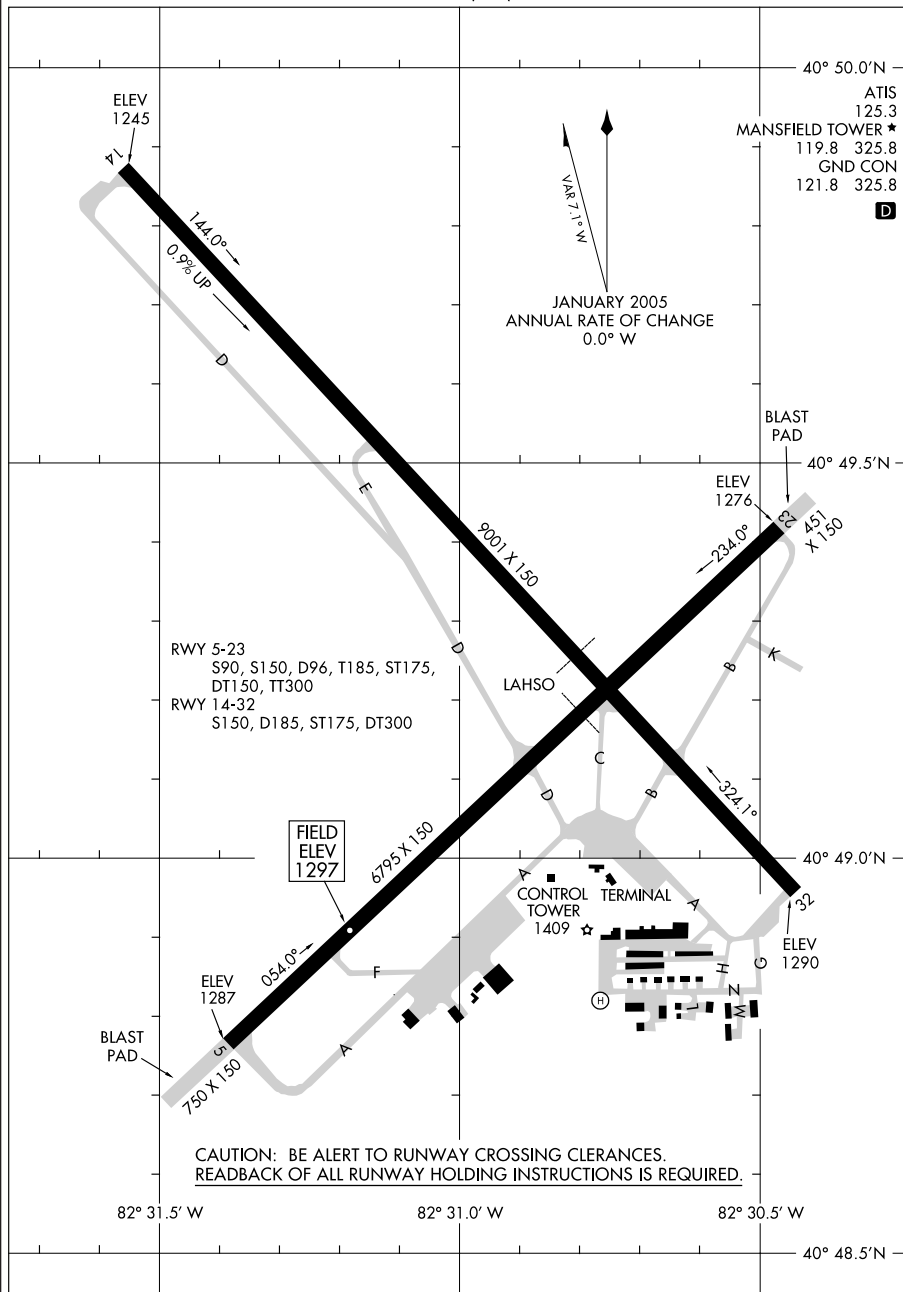 40° 50.0'N
ATIS
125.3
MANSFIELD TOWER ★
119.8 325.8
GND CON
121.8 325.8
D
ELEV
1245
14
VAR 7.1° W
JANUARY 2005
ANNUAL RATE OF CHANGE
0.0° W
144.0°
0.9% UP
D
BLAST
PAD
40° 49.5'N
ELEV
1276
23
451
X 150
E
9001 X 150
234.0°
RWY 5-23
S90, S150, D96, T185, ST175,
DT150, TT300
RWY 14-32
S150, D185, ST175, DT300
D
LAHSO
B
K
C
324.1°
D
B
FIELD
ELEV
1297
6795 X 150
40° 49.0'N
A
CONTROL
TOWER
1409
TERMINAL
A
32
ELEV
1290
054.0°
F
H
G
ELEV
1287
H
Z
L
M
BLAST
PAD
5
A
750 X 150
CAUTION: BE ALERT TO RUNWAY CROSSING CLERANCES.
READBACK OF ALL RUNWAY HOLDING INSTRUCTIONS IS REQUIRED.
82° 31.5' W
82° 31.0' W
82° 30.5' W
40° 48.5'N